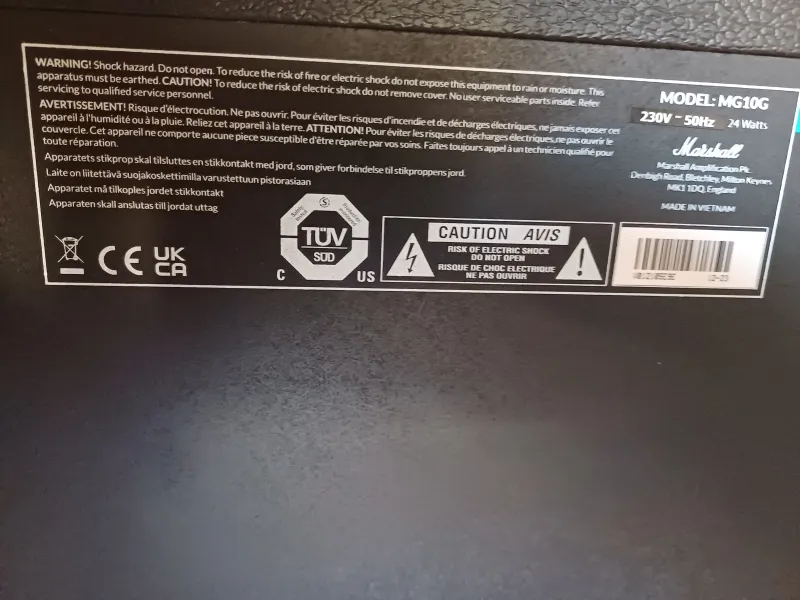 WARNING! Shock hazard. Do not open. To reduce the risk of fire or electric shock do not expose this equipment to rain or moisture. This
apparatus must be earthed. CAUTION! To reduce the risk of electric shock do not remove cover. No user serviceable parts inside. Refer
servicing to qualified service personnel.
AVERTISSEMENT! Risque d'électrocution. Ne pas ouvrir. Pour éviter les risques d'incendie et de décharges électriques, ne jamais exposer cet
appareil à l'humidité ou à la pluie. Reliez cet appareil à la terre. ATTENTION! Pour éviter les risques de décharges électriques, ne pas ouvrir le
couvercle. Cet appareil ne comporte aucune pièce susceptible d'être réparée par vos soins. Faites toujours appel à un technicien qualifié pour
toute réparation.
Apparatets stikprop skal tilsluttes en stikkontakt med jord, som giver forbindelse til stikproppens jord.
Laite on liitettävä suojakoskettimilla varustettuun pistorasiaan
Apparatet må tilkoples jordet stikkontakt
Apparaten skall anslutas till jordat uttag
MODEL: MG10G
230V ~ 50Hz 24 Watts
Marshall
Marshall Amplification Plc.
Denbigh Road, Bletchley, Milton Keynes
MK1 1DQ, England
MADE IN VIETNAM
CE UK
CA
TÜV
SÜD
C US
CAUTION AVIS
RISK OF ELECTRIC SHOCK
DO NOT OPEN
RISQUE DE CHOC ELECTRIQUE
NE PAS OUVRIR
12-23